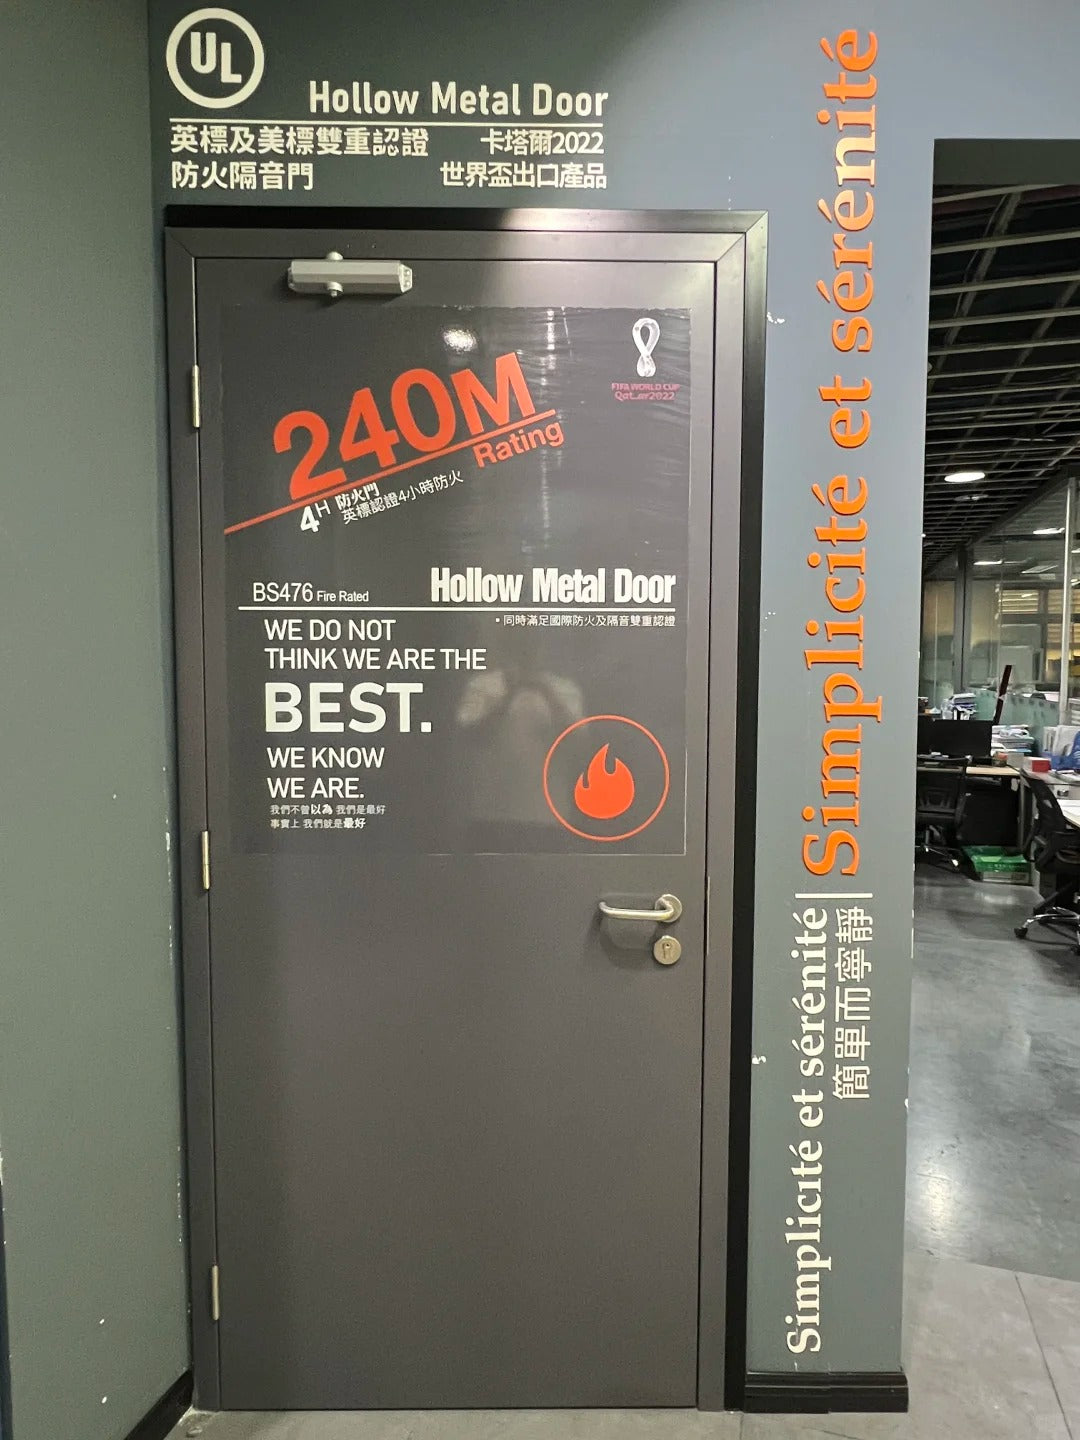 UL
Hollow Metal Door
英標及美標雙重認證
防火隔音門
卡塔爾2022
世界盃出口產品
240M
Rating
4H 防火門
英標認證4小時防火
FIFA WORLD CUP
Qatar2022
BS476 Fire Rated
Hollow Metal Door
•同時滿足國際防火及隔音雙重認證
WE DO NOT
THINK WE ARE THE
BEST.
WE KNOW
WE ARE.
我們不曾以為 我們是最好
事實上 我們就是最好
Simplicité et sérénité
Simplicité et sérénité
簡單而寧靜